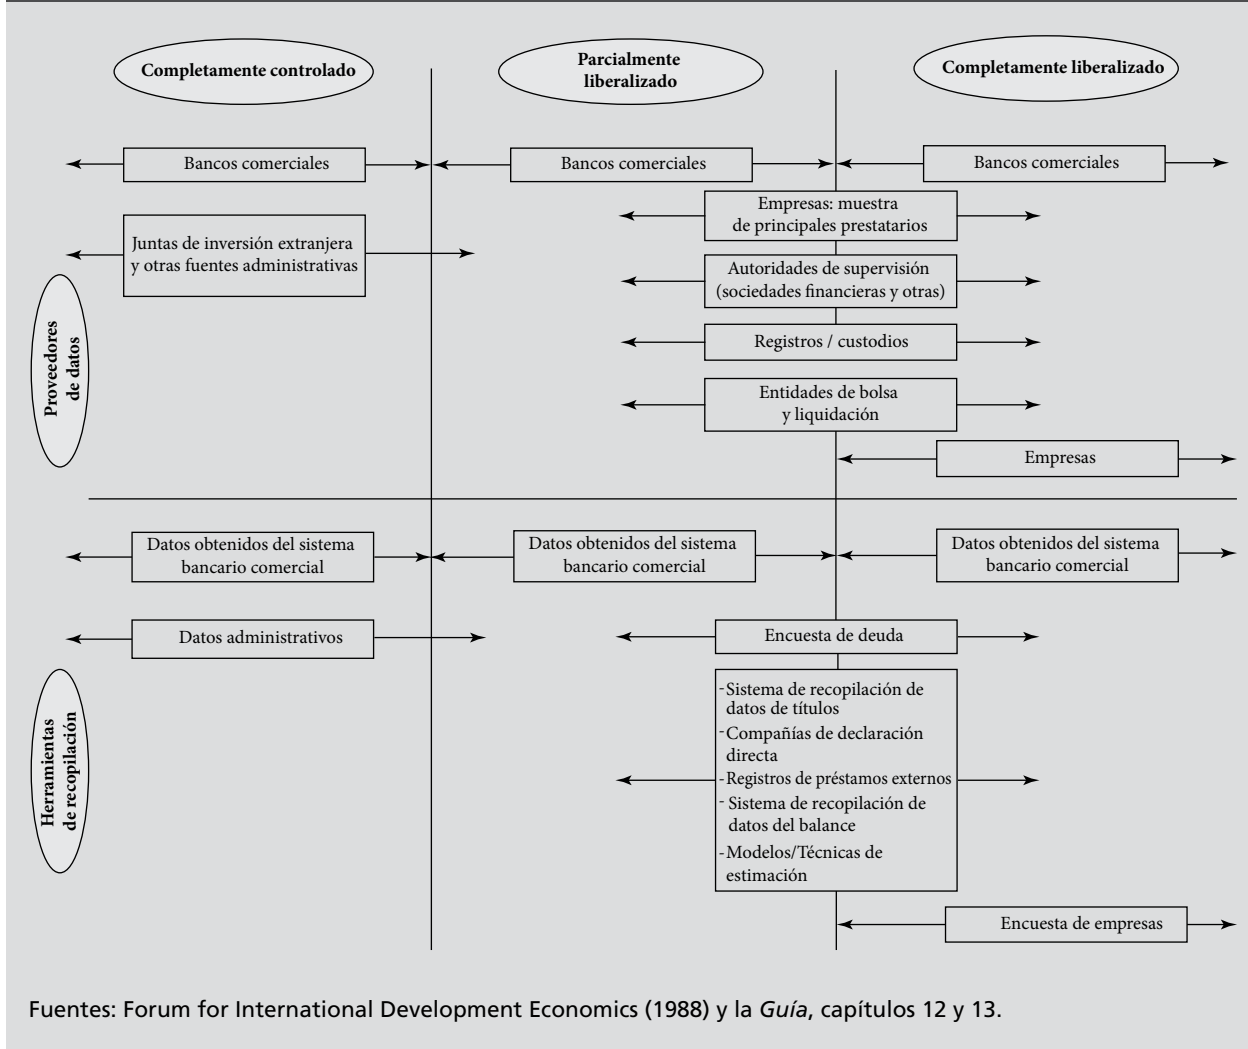 Completamente controlado
Parcialmente
liberalizado
Completamente liberalizado
Proveedores
de datos
Bancos comerciales
Bancos comerciales
Bancos comerciales
Empresas: muestra
de principales prestatarios
Juntas de inversión extranjera
y otras fuentes administrativas
Autoridades de supervisión
(sociedades financieras y otras)
Registros / custodios
Entidades de bolsa
y liquidación
Empresas
Herramientas
de recopilación
Datos obtenidos del sistema
bancario comercial
Datos obtenidos del sistema
bancario comercial
Datos obtenidos del sistema
bancario comercial
Datos administrativos
Encuesta de deuda
-Sistema de recopilación de
datos de títulos
-Compañías de declaración
directa
-Registros de préstamos externos
- Sistema de recopilación de
datos del balance
-Modelos/Técnicas de
estimación
Encuesta de empresas
Fuentes: Forum for International Development Economics (1988) y la Guía, capítulos 12 y 13.